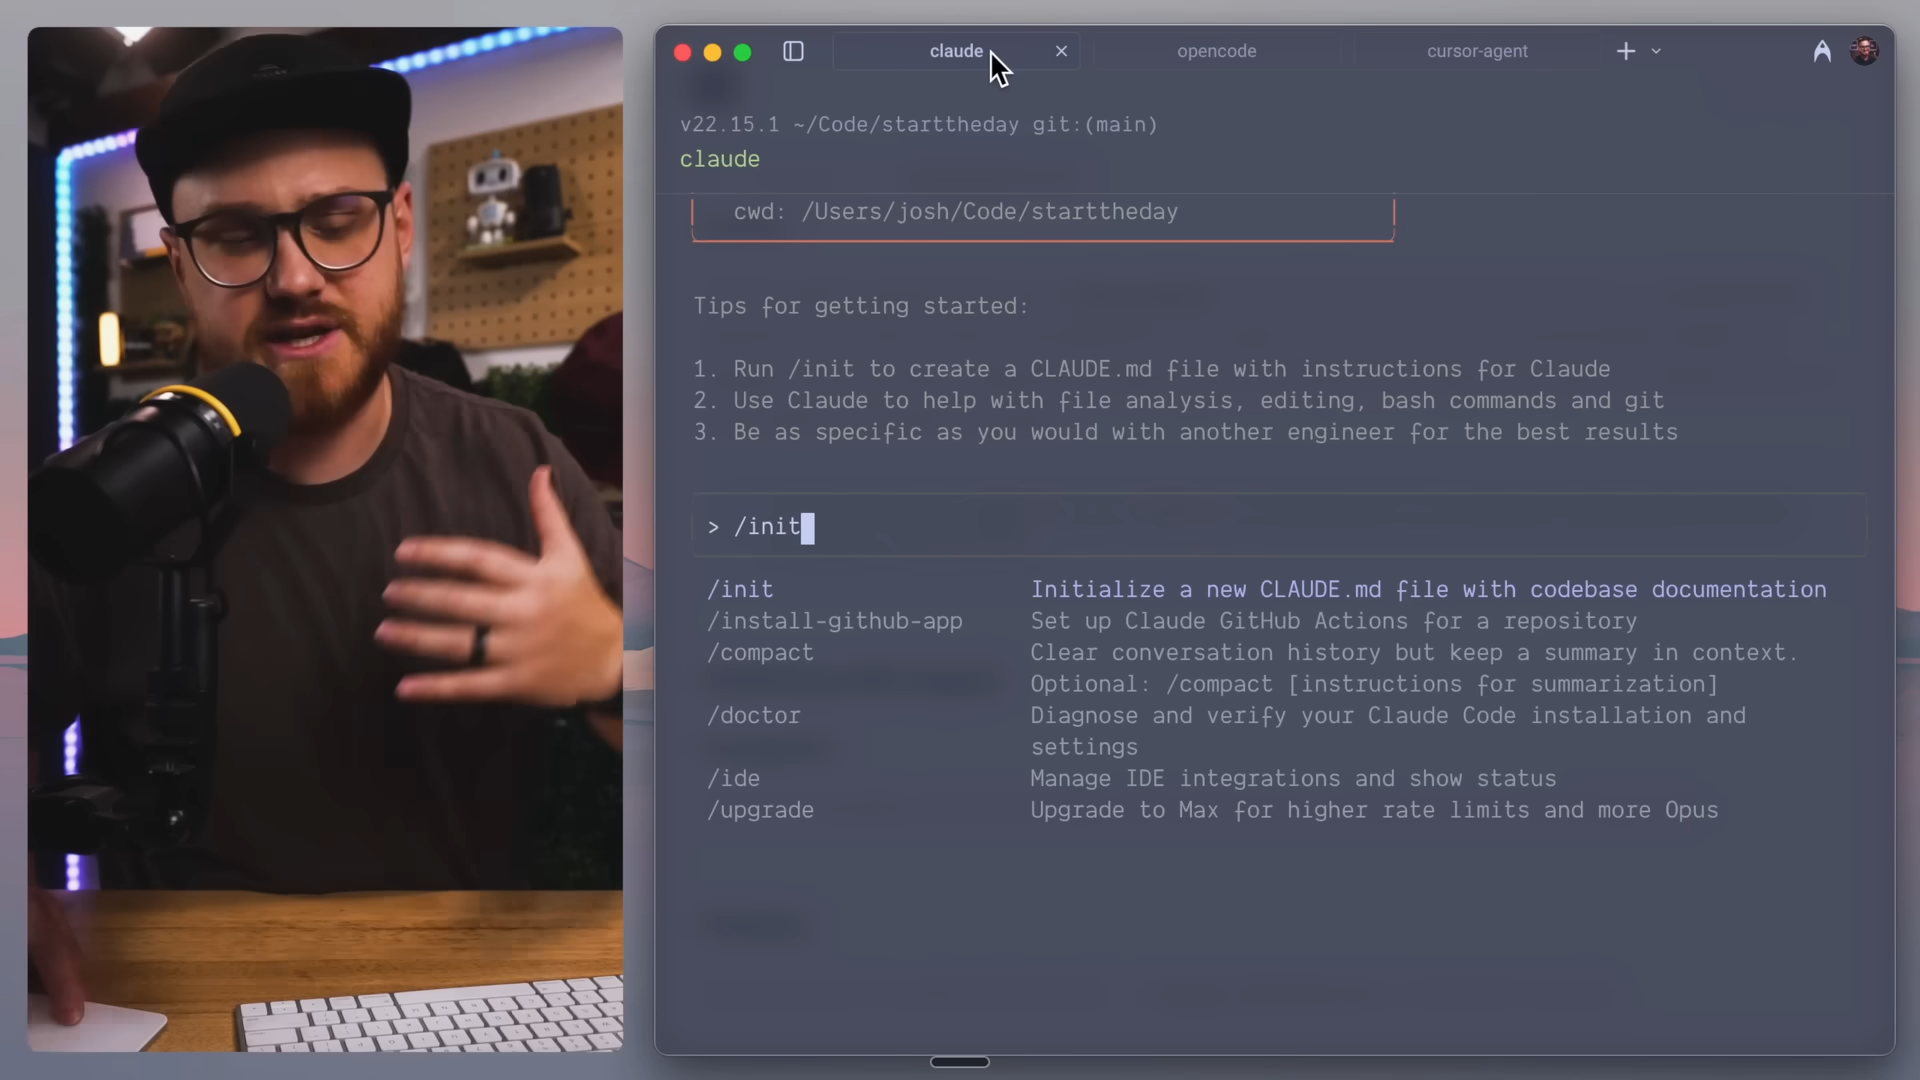 claude
opencode
cursor-agent
v22.15.1 ~/Code/starttheday git:(main)
claude
cwd: /Users/josh/Code/starttheday
Tips for getting started:
1. Run /init to create a CLAUDE.md file with instructions for Claude
2. Use Claude to help with file analysis, editing, bash commands and git
3. Be as specific as you would with another engineer for the best results
> /init
/init Initialize a new CLAUDE.md file with codebase documentation
/install-github-app Set up Claude GitHub Actions for a repository
/compact Clear conversation history but keep a summary in context.
Optional: /compact [instructions for summarization]
/doctor Diagnose and verify your Claude Code installation and
settings
/ide Manage IDE integrations and show status
/upgrade Upgrade to Max for higher rate limits and more Opus